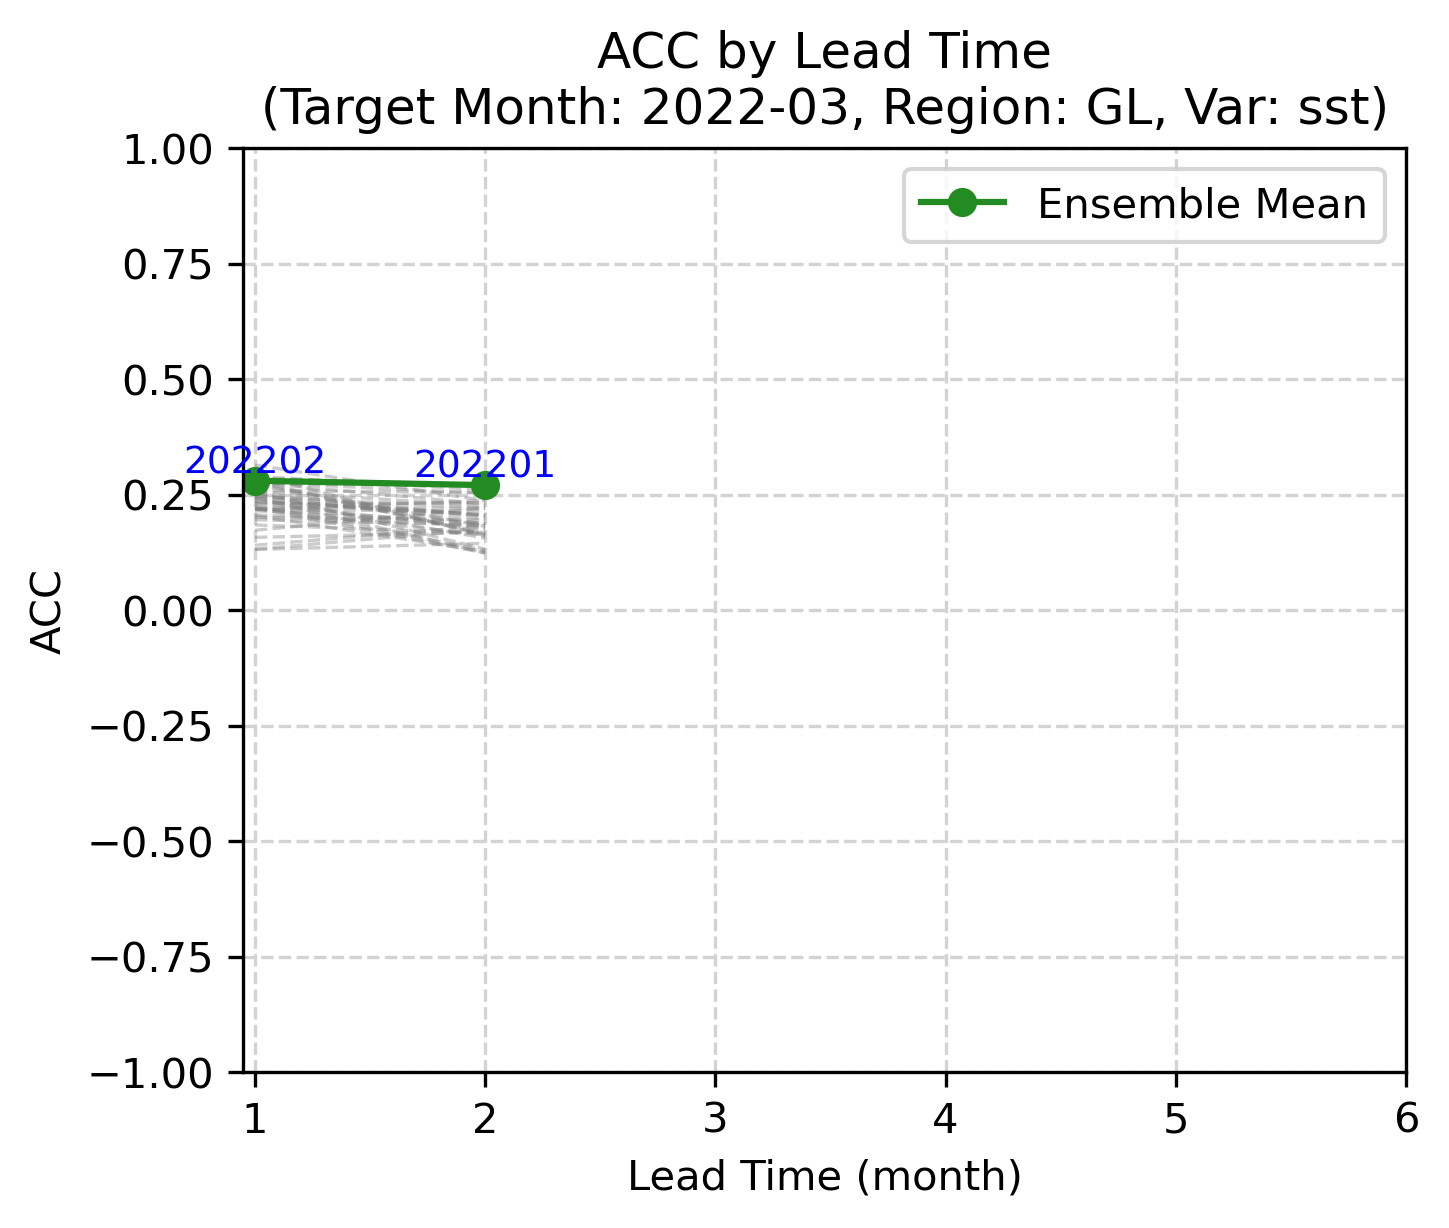 ACC by Lead Time
(Target Month: 2022-03, Region: GL, Var: sst)
1.00
Ensemble Mean
0.75
0.50
202202
202201
0.25
ACC
0.00
−0.25
−0.50
−0.75
−1.00
1 2 3 4 5 6
Lead Time (month)